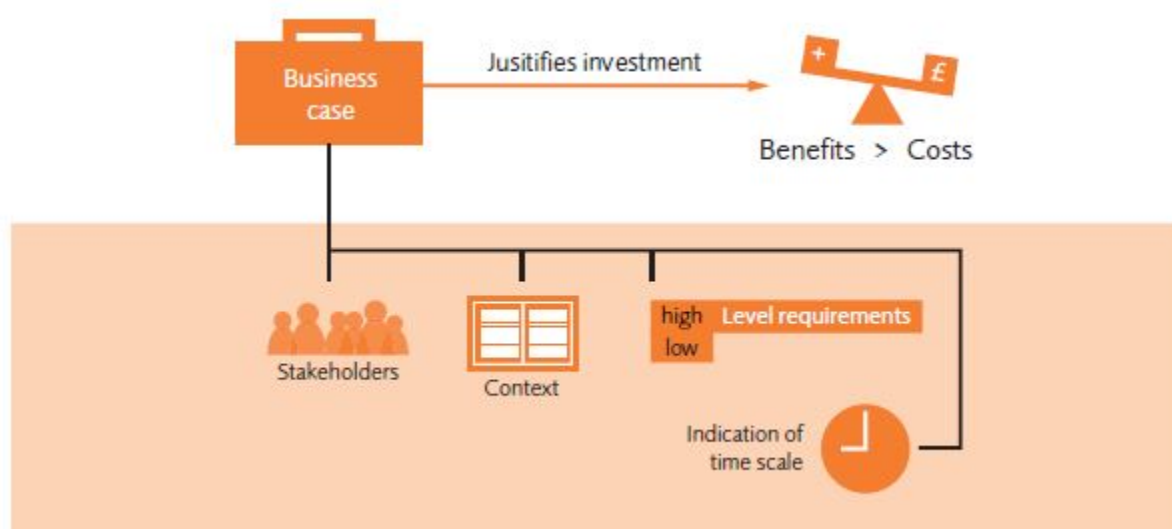 Business
case
Jusitifies investment
+
£
Benefits > Costs
Stakeholders
Context
high Level requirements
low
Indication of
time scale